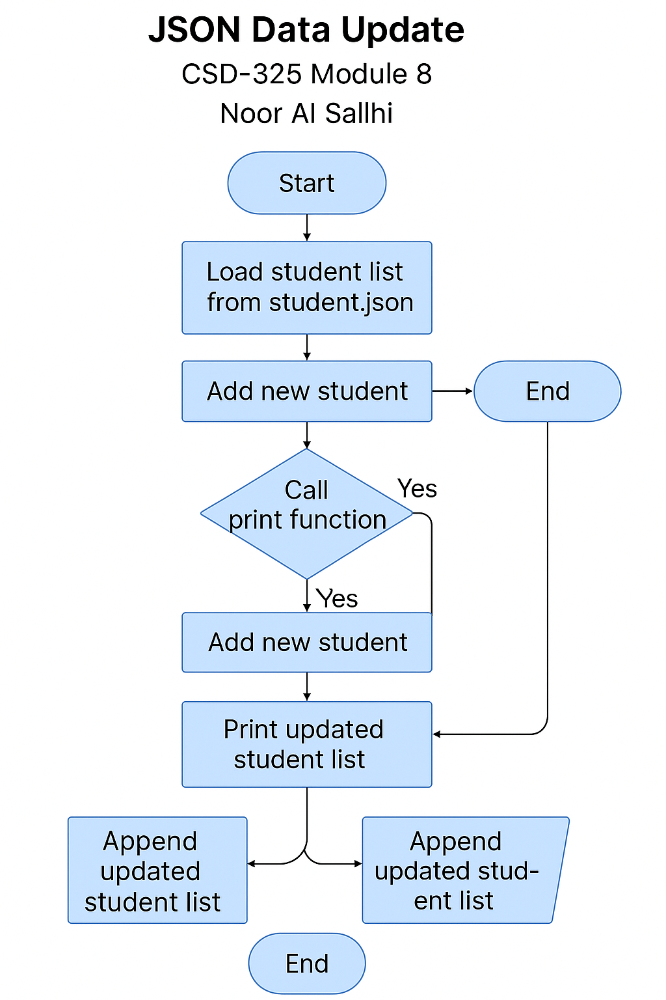 JSON Data Update
CSD-325 Module 8
Noor Al Sallhi
Start
Load student list
from student.json
Add new student
End
Call
print function
Yes
Yes
Add new student
Print updated
student list
Append
updated
student list
Append
updated stud-
ent list
End